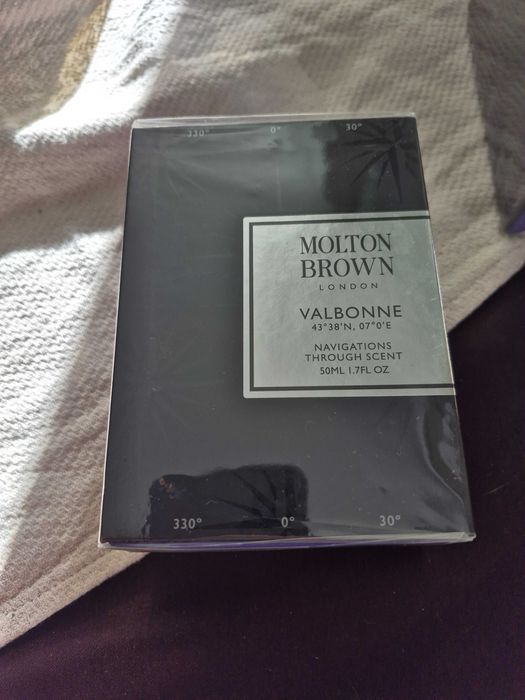 330° 0° 30°
MOLTON
BROWN
LONDON
VALBONNE
43°38'N, 07°0'E
NAVIGATIONS
THROUGH SCENT
50ML 1.7FL OZ
330° 0° 30°